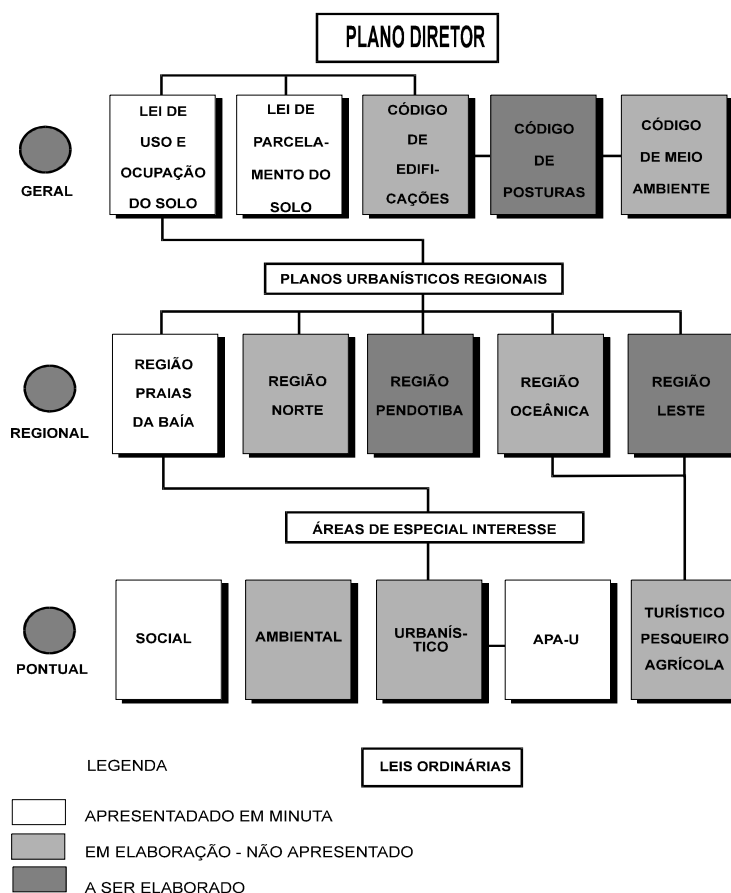 PLANO DIRETOR
LEI DE
USO E
OCUPAÇÃO
DO SOLO
LEI DE
PARCELA-
MENTO DO
SOLO
CÓDIGO
DE
EDIFI-
CAÇÕES
CÓDIGO
DE
POSTURAS
CÓDIGO
DE MEIO
AMBIENTE
GERAL
PLANOS URBANÍSTICOS REGIONAIS
REGIÃO
PRAIAS
DA BAÍA
REGIÃO
NORTE
REGIÃO
PENDOTIBA
REGIÃO
OCEÂNICA
REGIÃO
LESTE
REGIONAL
ÁREAS DE ESPECIAL INTERESSE
SOCIAL
AMBIENTAL
URBANÍS-
TICO
APA-U
TURÍSTICO
PESQUEIRO
AGRÍCOLA
PONTUAL
LEGENDA
LEIS ORDINÁRIAS
APRESENTADADO EM MINUTA
EM ELABORAÇÃO - NÃO APRESENTADO
A SER ELABORADO